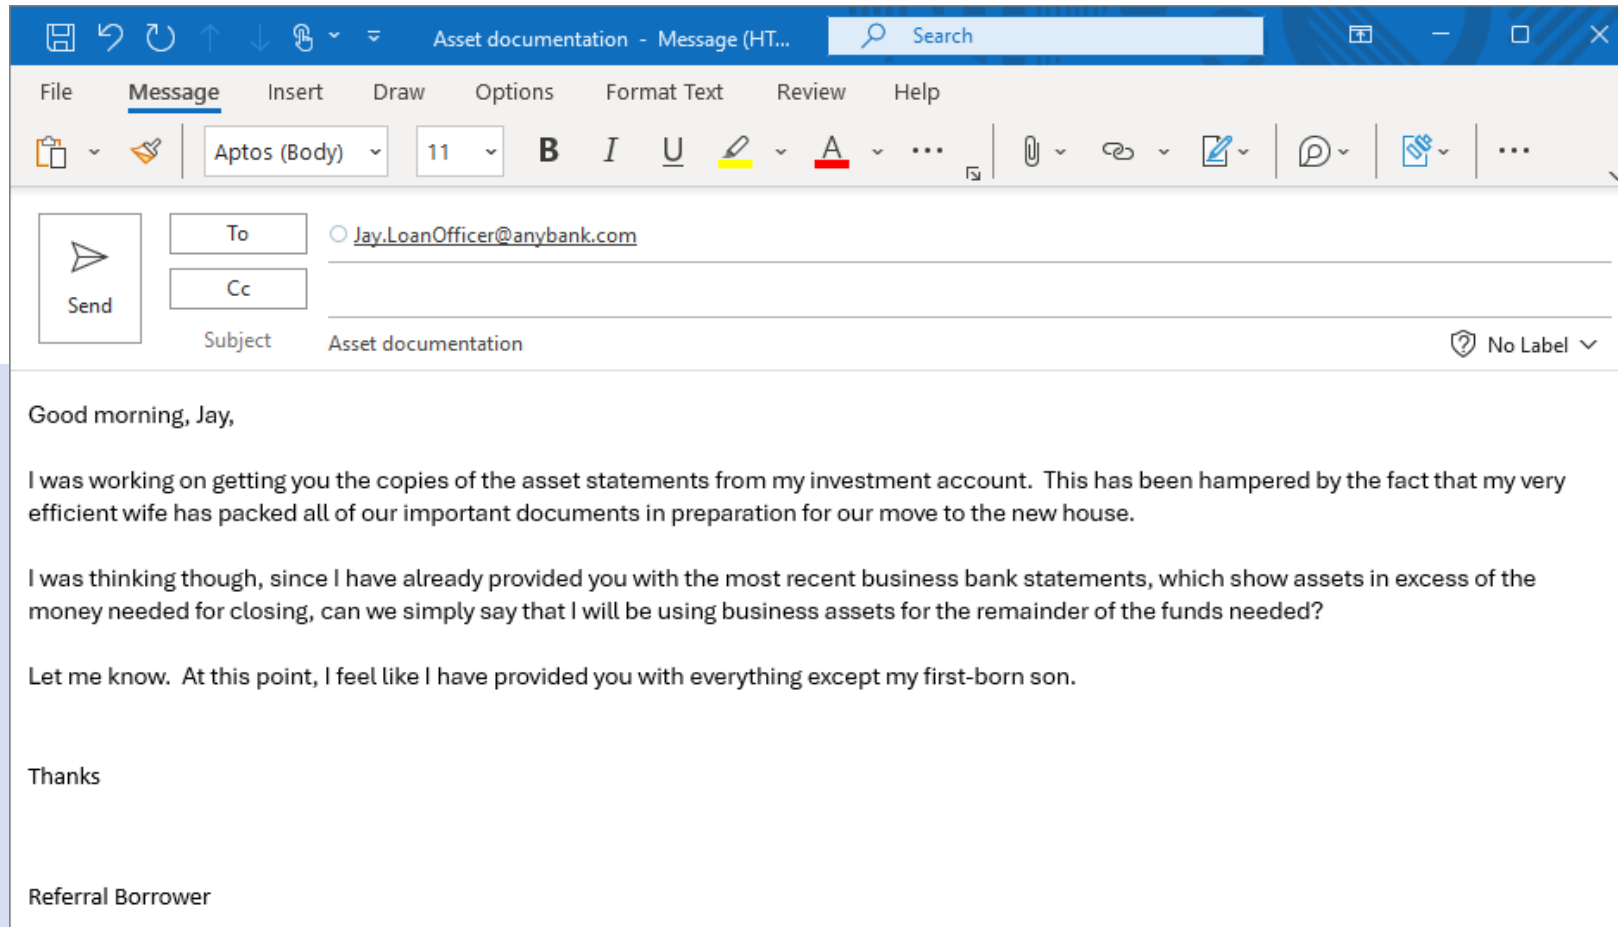 Asset documentation - Message (HT...
Search
File Message Insert Draw Options Format Text Review Help
Aptos (Body) 11 B I U A ...
To Jay.LoanOfficer@anybank.com
Send
Cc
Subject Asset documentation No Label
Good morning, Jay,
I was working on getting you the copies of the asset statements from my investment account.  This has been hampered by the fact that my very
efficient wife has packed all of our important documents in preparation for our move to the new house.
I was thinking though, since I have already provided you with the most recent business bank statements, which show assets in excess of the
money needed for closing, can we simply say that I will be using business assets for the remainder of the funds needed?
Let me know.  At this point, I feel like I have provided you with everything except my first-born son.
Thanks
Referral Borrower